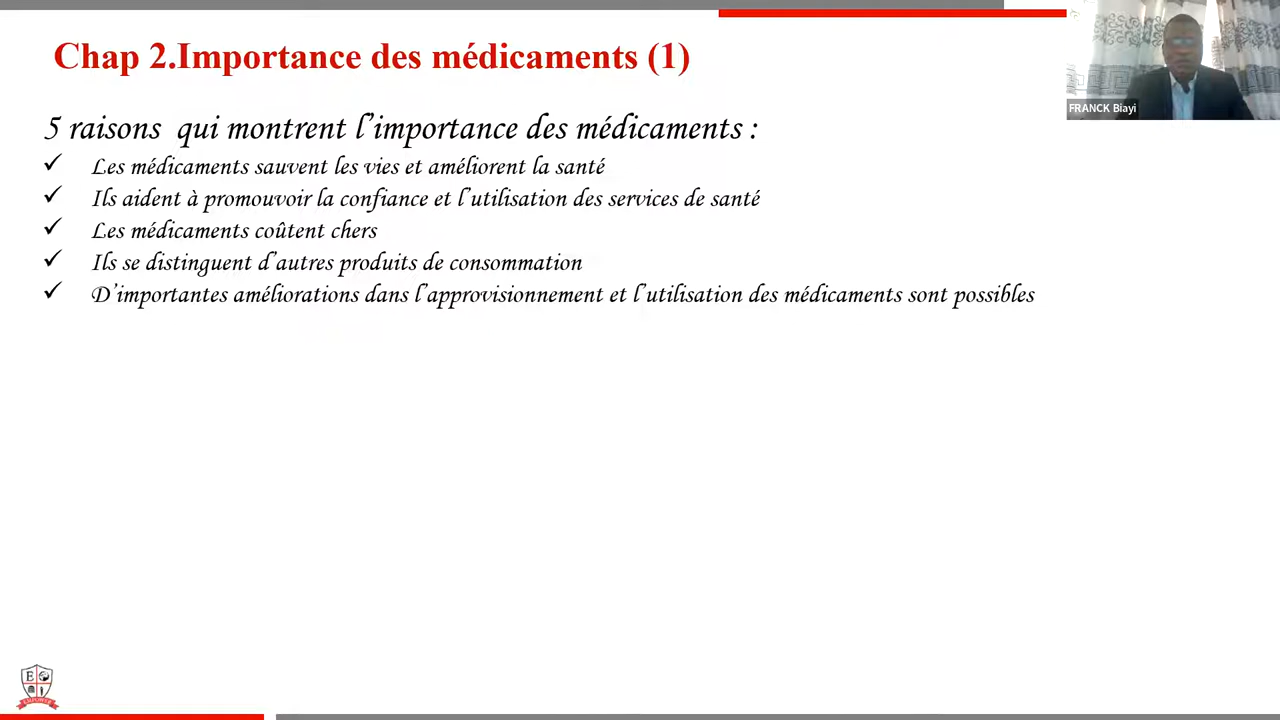 Chap 2.Importance des médicaments (1)
FRANCK Biayi
5 raisons qui montrent l'importance des médicaments :
✓ Les médicaments sauvent les vies et améliorent la santé
✓ Ils aident à promouvoir la confiance et l'utilisation des services de santé
✓ Les médicaments coûtent chers
✓ Ils se distinguent d'autres produits de consommation
✓ D'importantes améliorations dans l'approvisionnement et l'utilisation des médicaments sont possibles
E